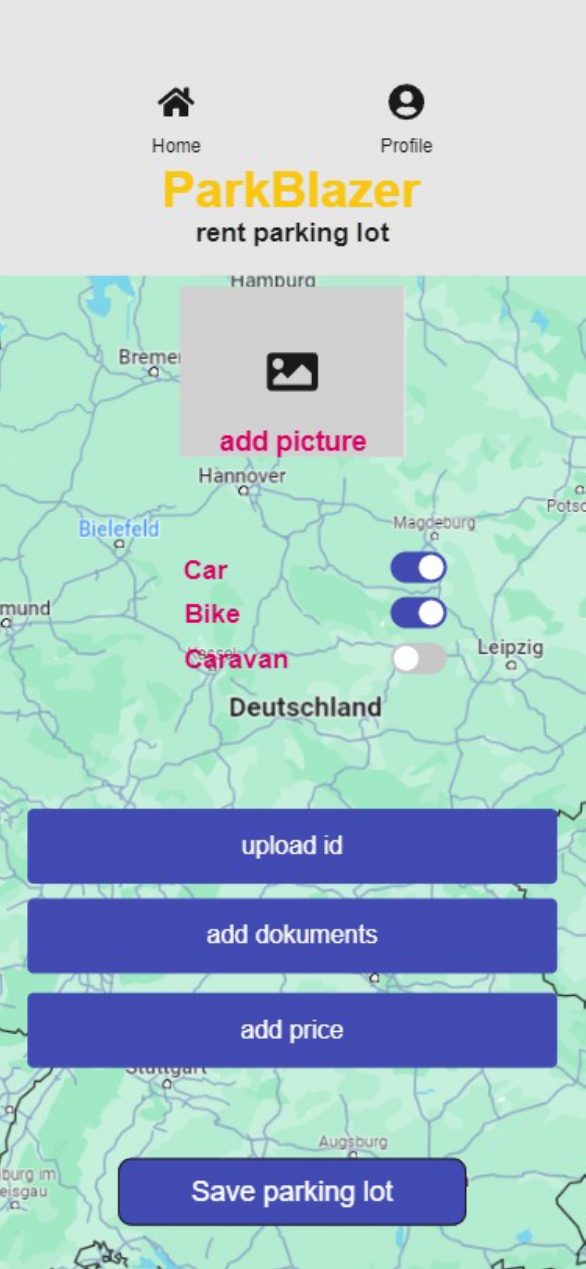 Home
Profile
ParkBlazer
rent parking lot
Hamburg
Bremen
add picture
Hannover
Potsd
Bielefeld
Magdeburg
Car
mund
Bike
Kassel
Caravan
Leipzig
Deutschland
upload id
add dokuments
add price
Stuttgart
Augsburg
burg im
eisgau
Save parking lot